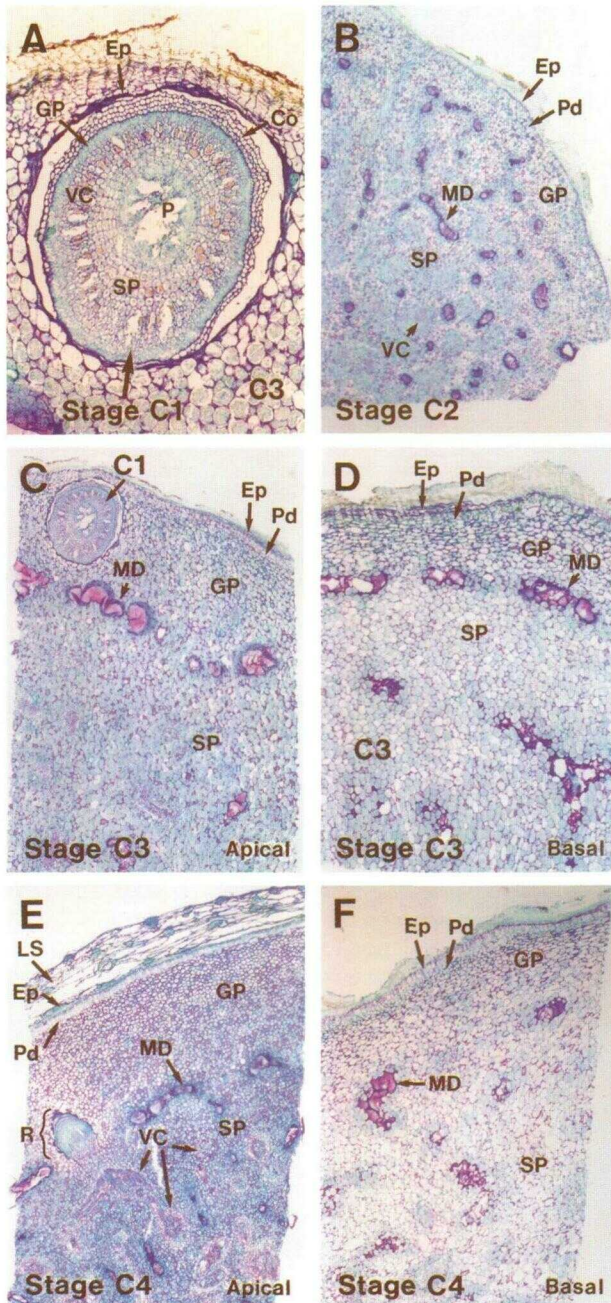 A
Ep
GP
Co
VC
P
SP
C3
Stage C1
B
Ep
Pd
GP
MD
SP
VC
Stage C2
C
C1
Ep
Pd
MD
GP
SP
Stage C3
Apical
D
Ep
Pd
GP
MD
SP
C3
Stage C3
Basal
E
LS
Ep
Pd
GP
MD
SP
R
VC
Stage C4
Apical
F
Ep
Pd
GP
MD
SP
Stage C4
Basal